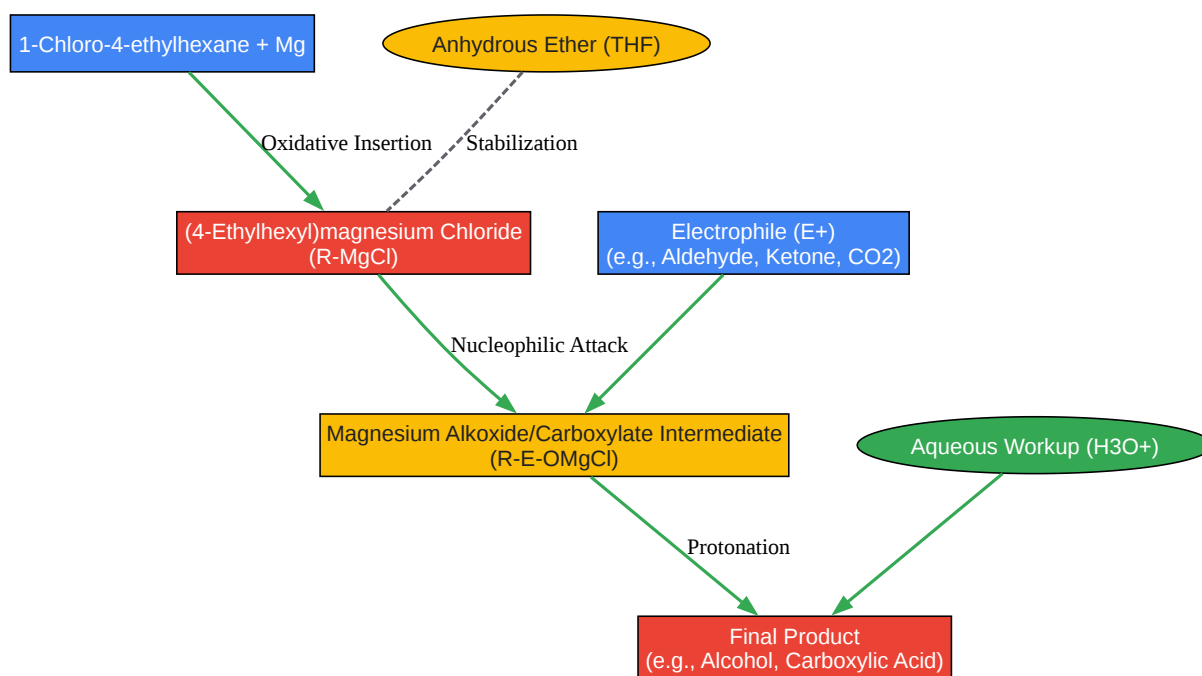 1-Chloro-4-ethylhexane + Mg
Anhydrous Ether (THF)
Oxidative Insertion
Stabilization
(4-Ethylhexyl)magnesium Chloride
(R-MgCl)
Electrophile (E+)
(e.g., Aldehyde, Ketone, CO2)
Nucleophilic Attack
Magnesium Alkoxide/Carboxylate Intermediate
(R-E-OMgCl)
Aqueous Workup (H3O+)
Protonation
Final Product
(e.g., Alcohol, Carboxylic Acid)